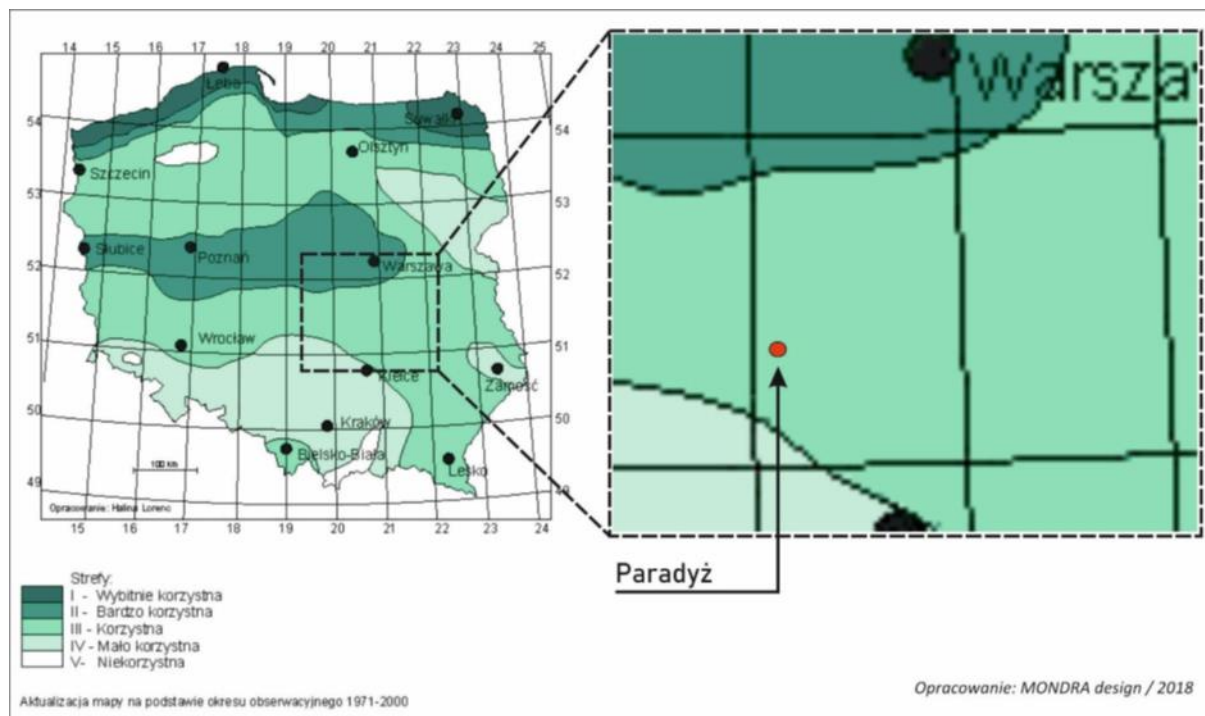 14 15 16 17 18 19 20 21 22 23 24 25
Łeba
Suwałki
54
54
Olsztyn
Szczecin
53
53
Słubice
Poznań
Warszawa
52
52
Wrocław
51
51
Kielce
Zamość
50
50
Kraków
Bielsko-Biała
Lesko
100 km
49
49
Opracowanie: Halina Lorenc
15 16 17 18 19 20 21 22 23 24
Warsza
Paradyż
Strefy:
I - Wybitnie korzystna
II - Bardzo korzystna
III - Korzystna
IV - Mało korzystna
V- Niekorzystna
Aktualizacja mapy na podstawie okresu obserwacyjnego 1971-2000
Opracowanie: MONDRA design / 2018